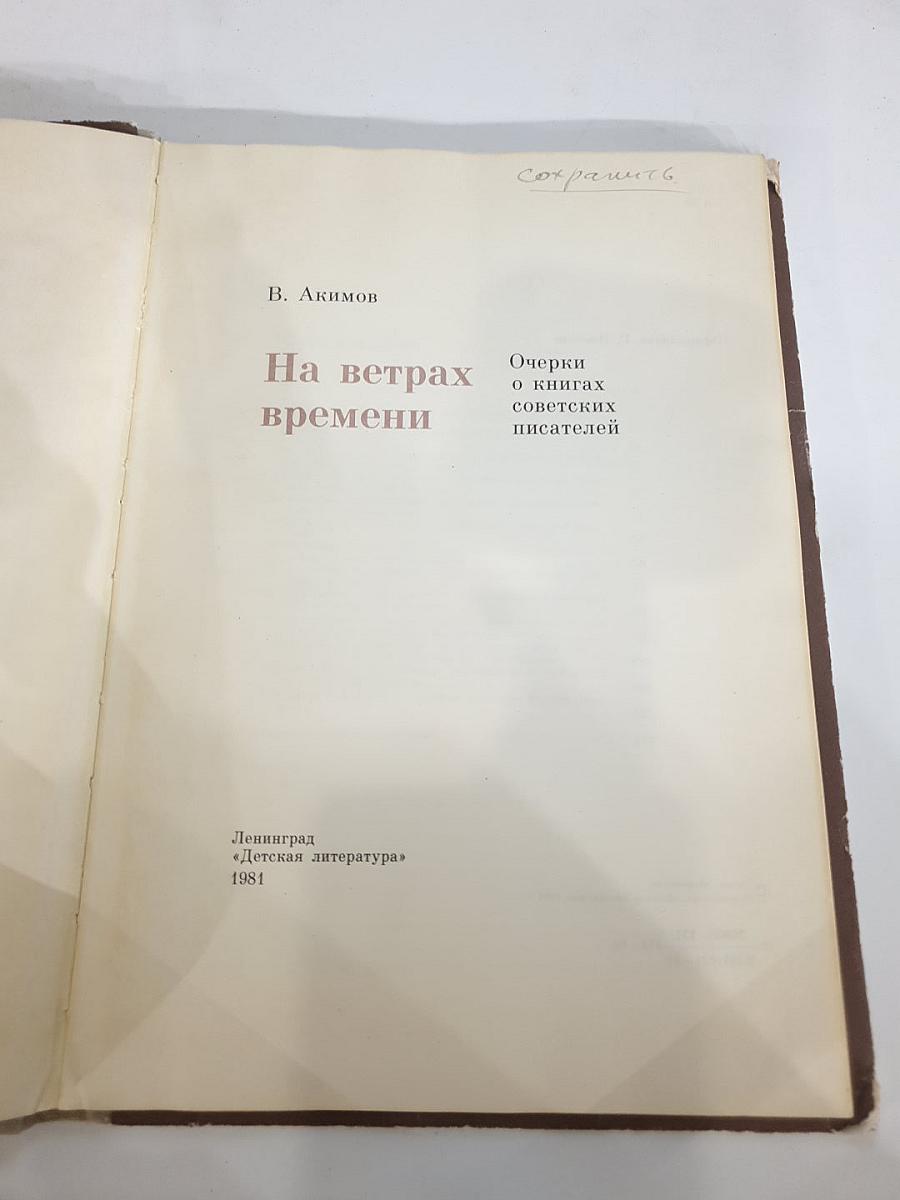 сохранить
В. Акимов
На ветрах
времени
Очерки
о книгах
советских
писателей
Ленинград
«Детская литература»
1981